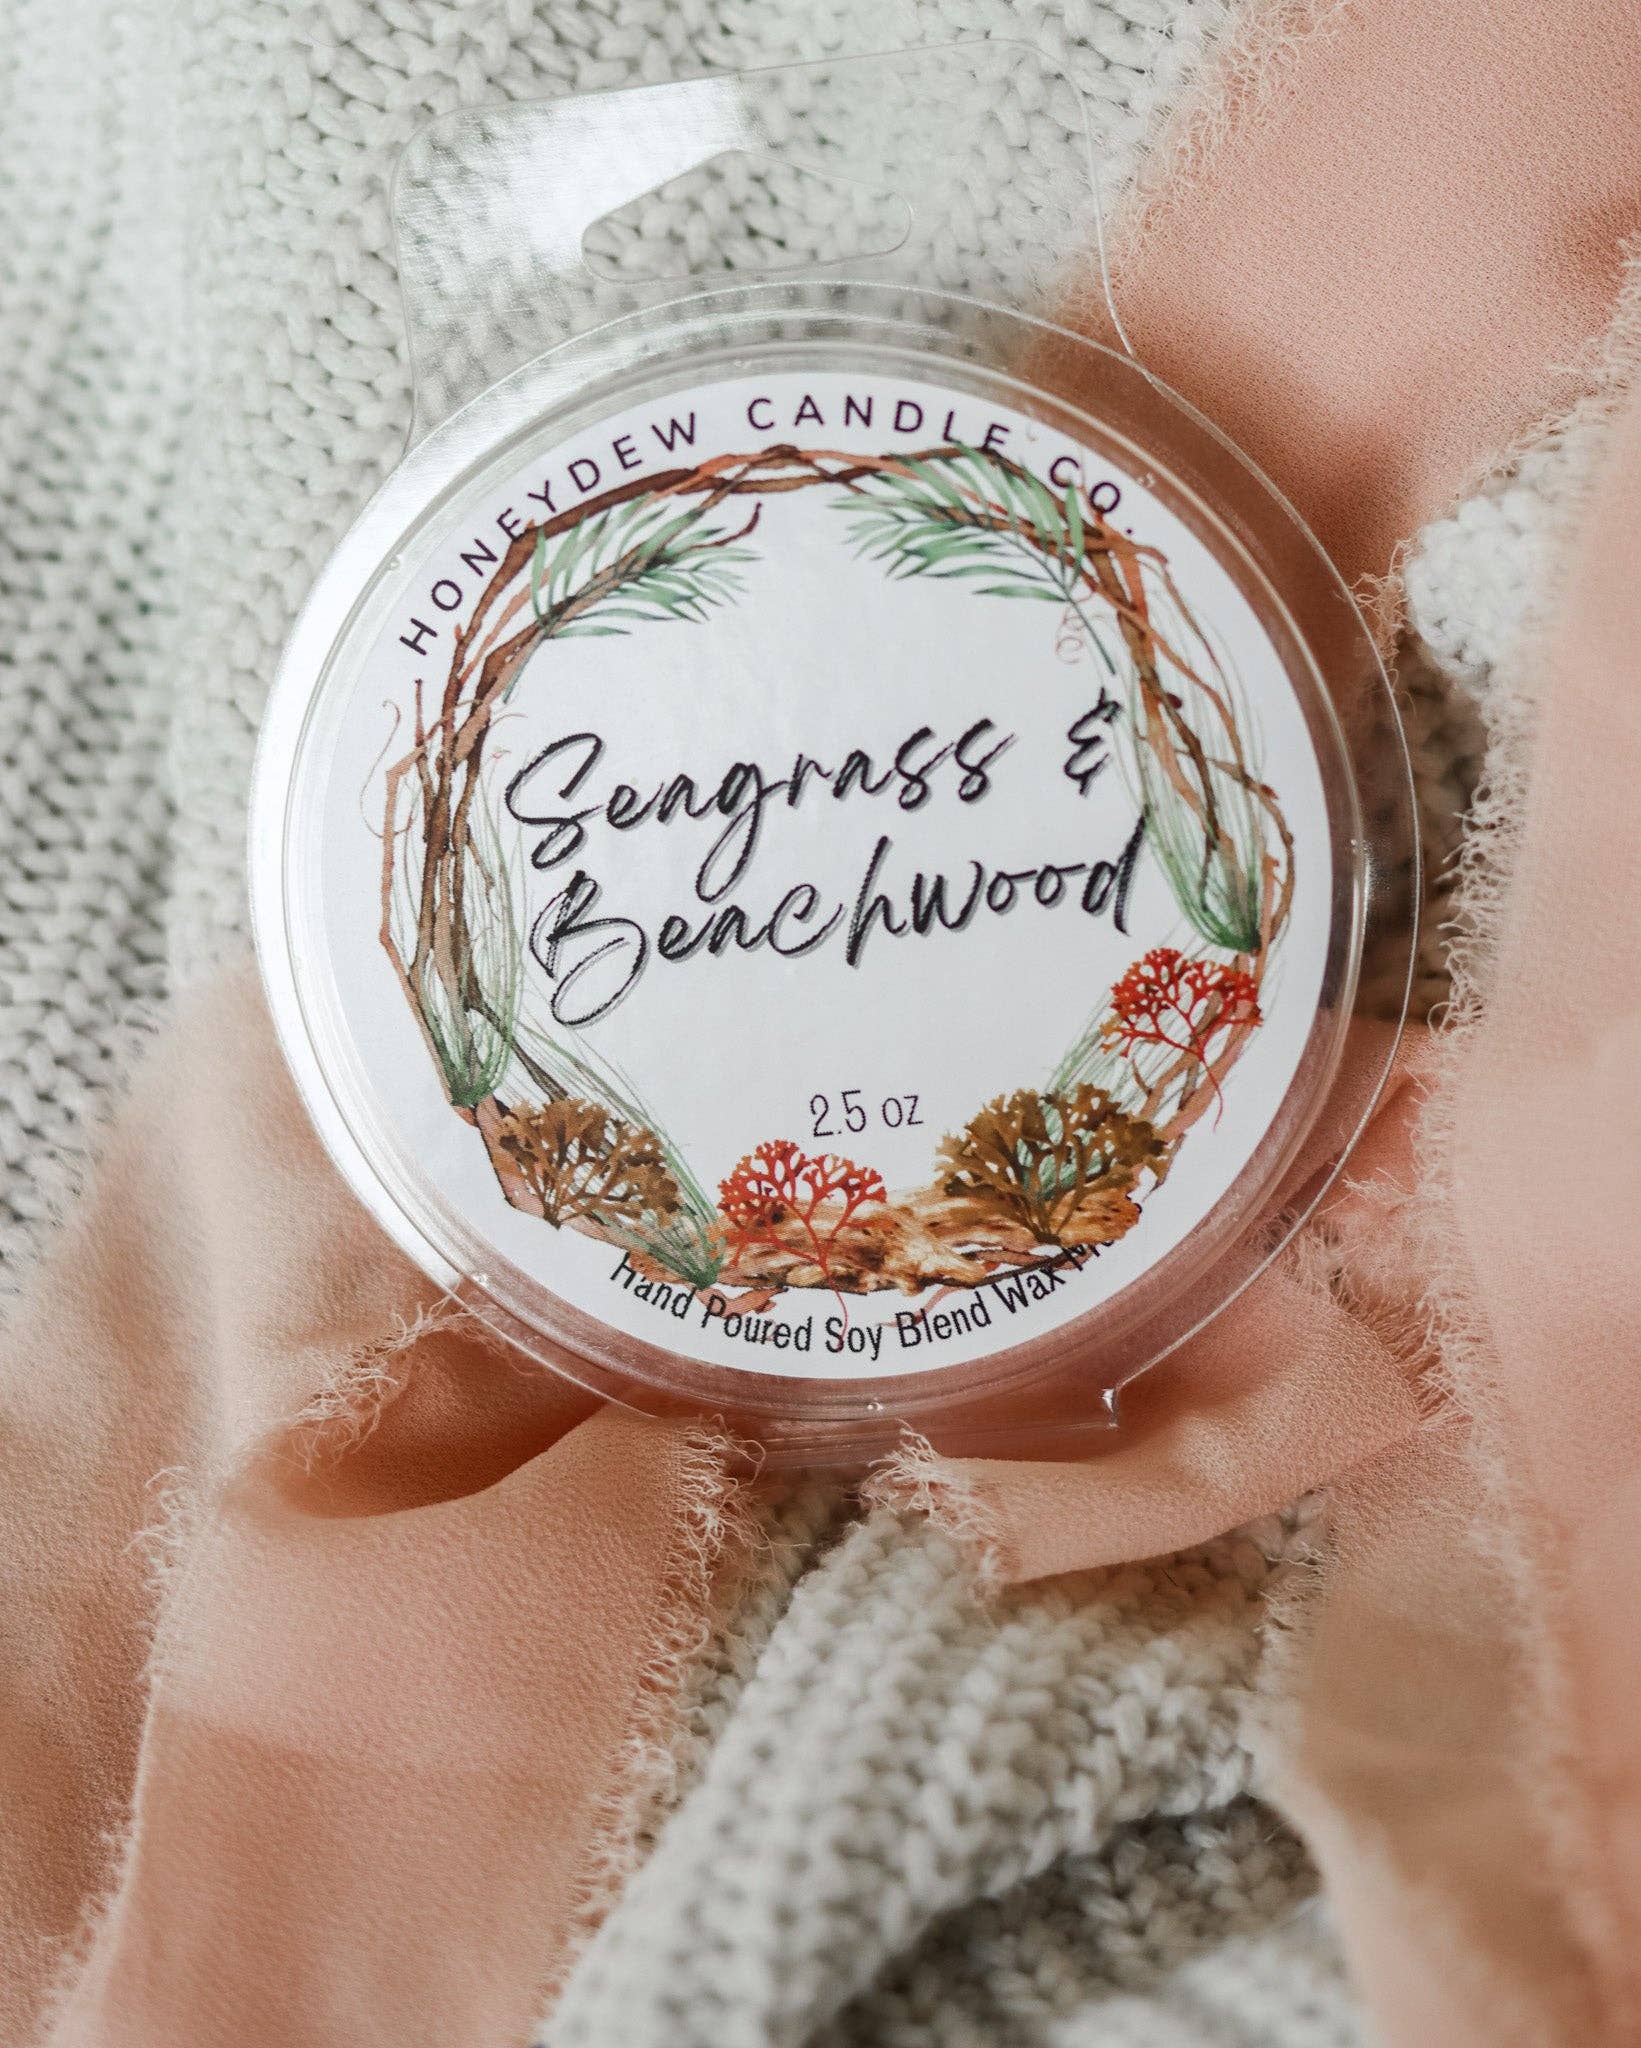 HONEYDEW CANDLE CO.
Seagrass &
Beachwood
2.5 oz
Hand Poured Soy Blend Wax